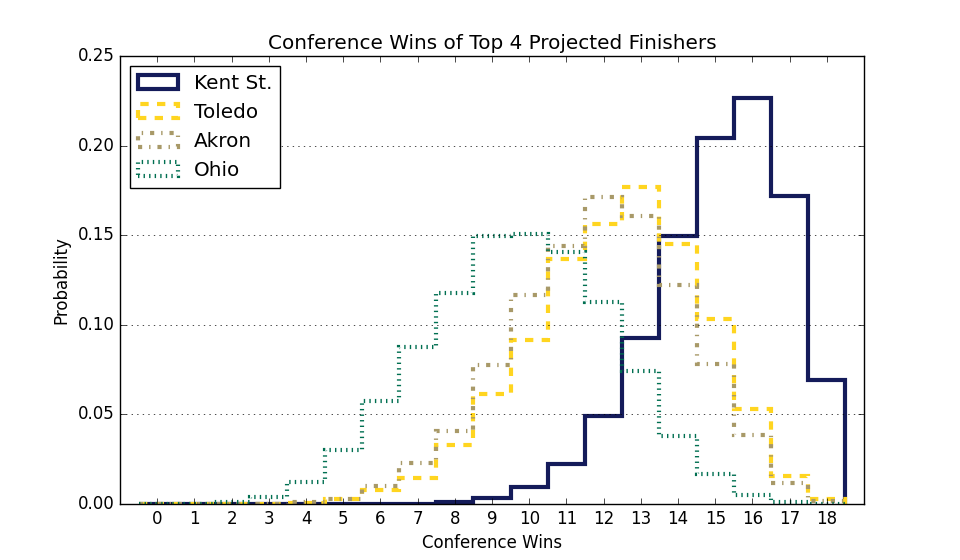 Conference Wins of Top 4 Projected Finishers
0.25
Kent St.
Toledo
Akron
Ohio
0.20
0.15
0.10
0.05
0.00
Probability
0 1 2 3 4 5 6 7 8 9 10 11 12 13 14 15 16 17 18
Conference Wins